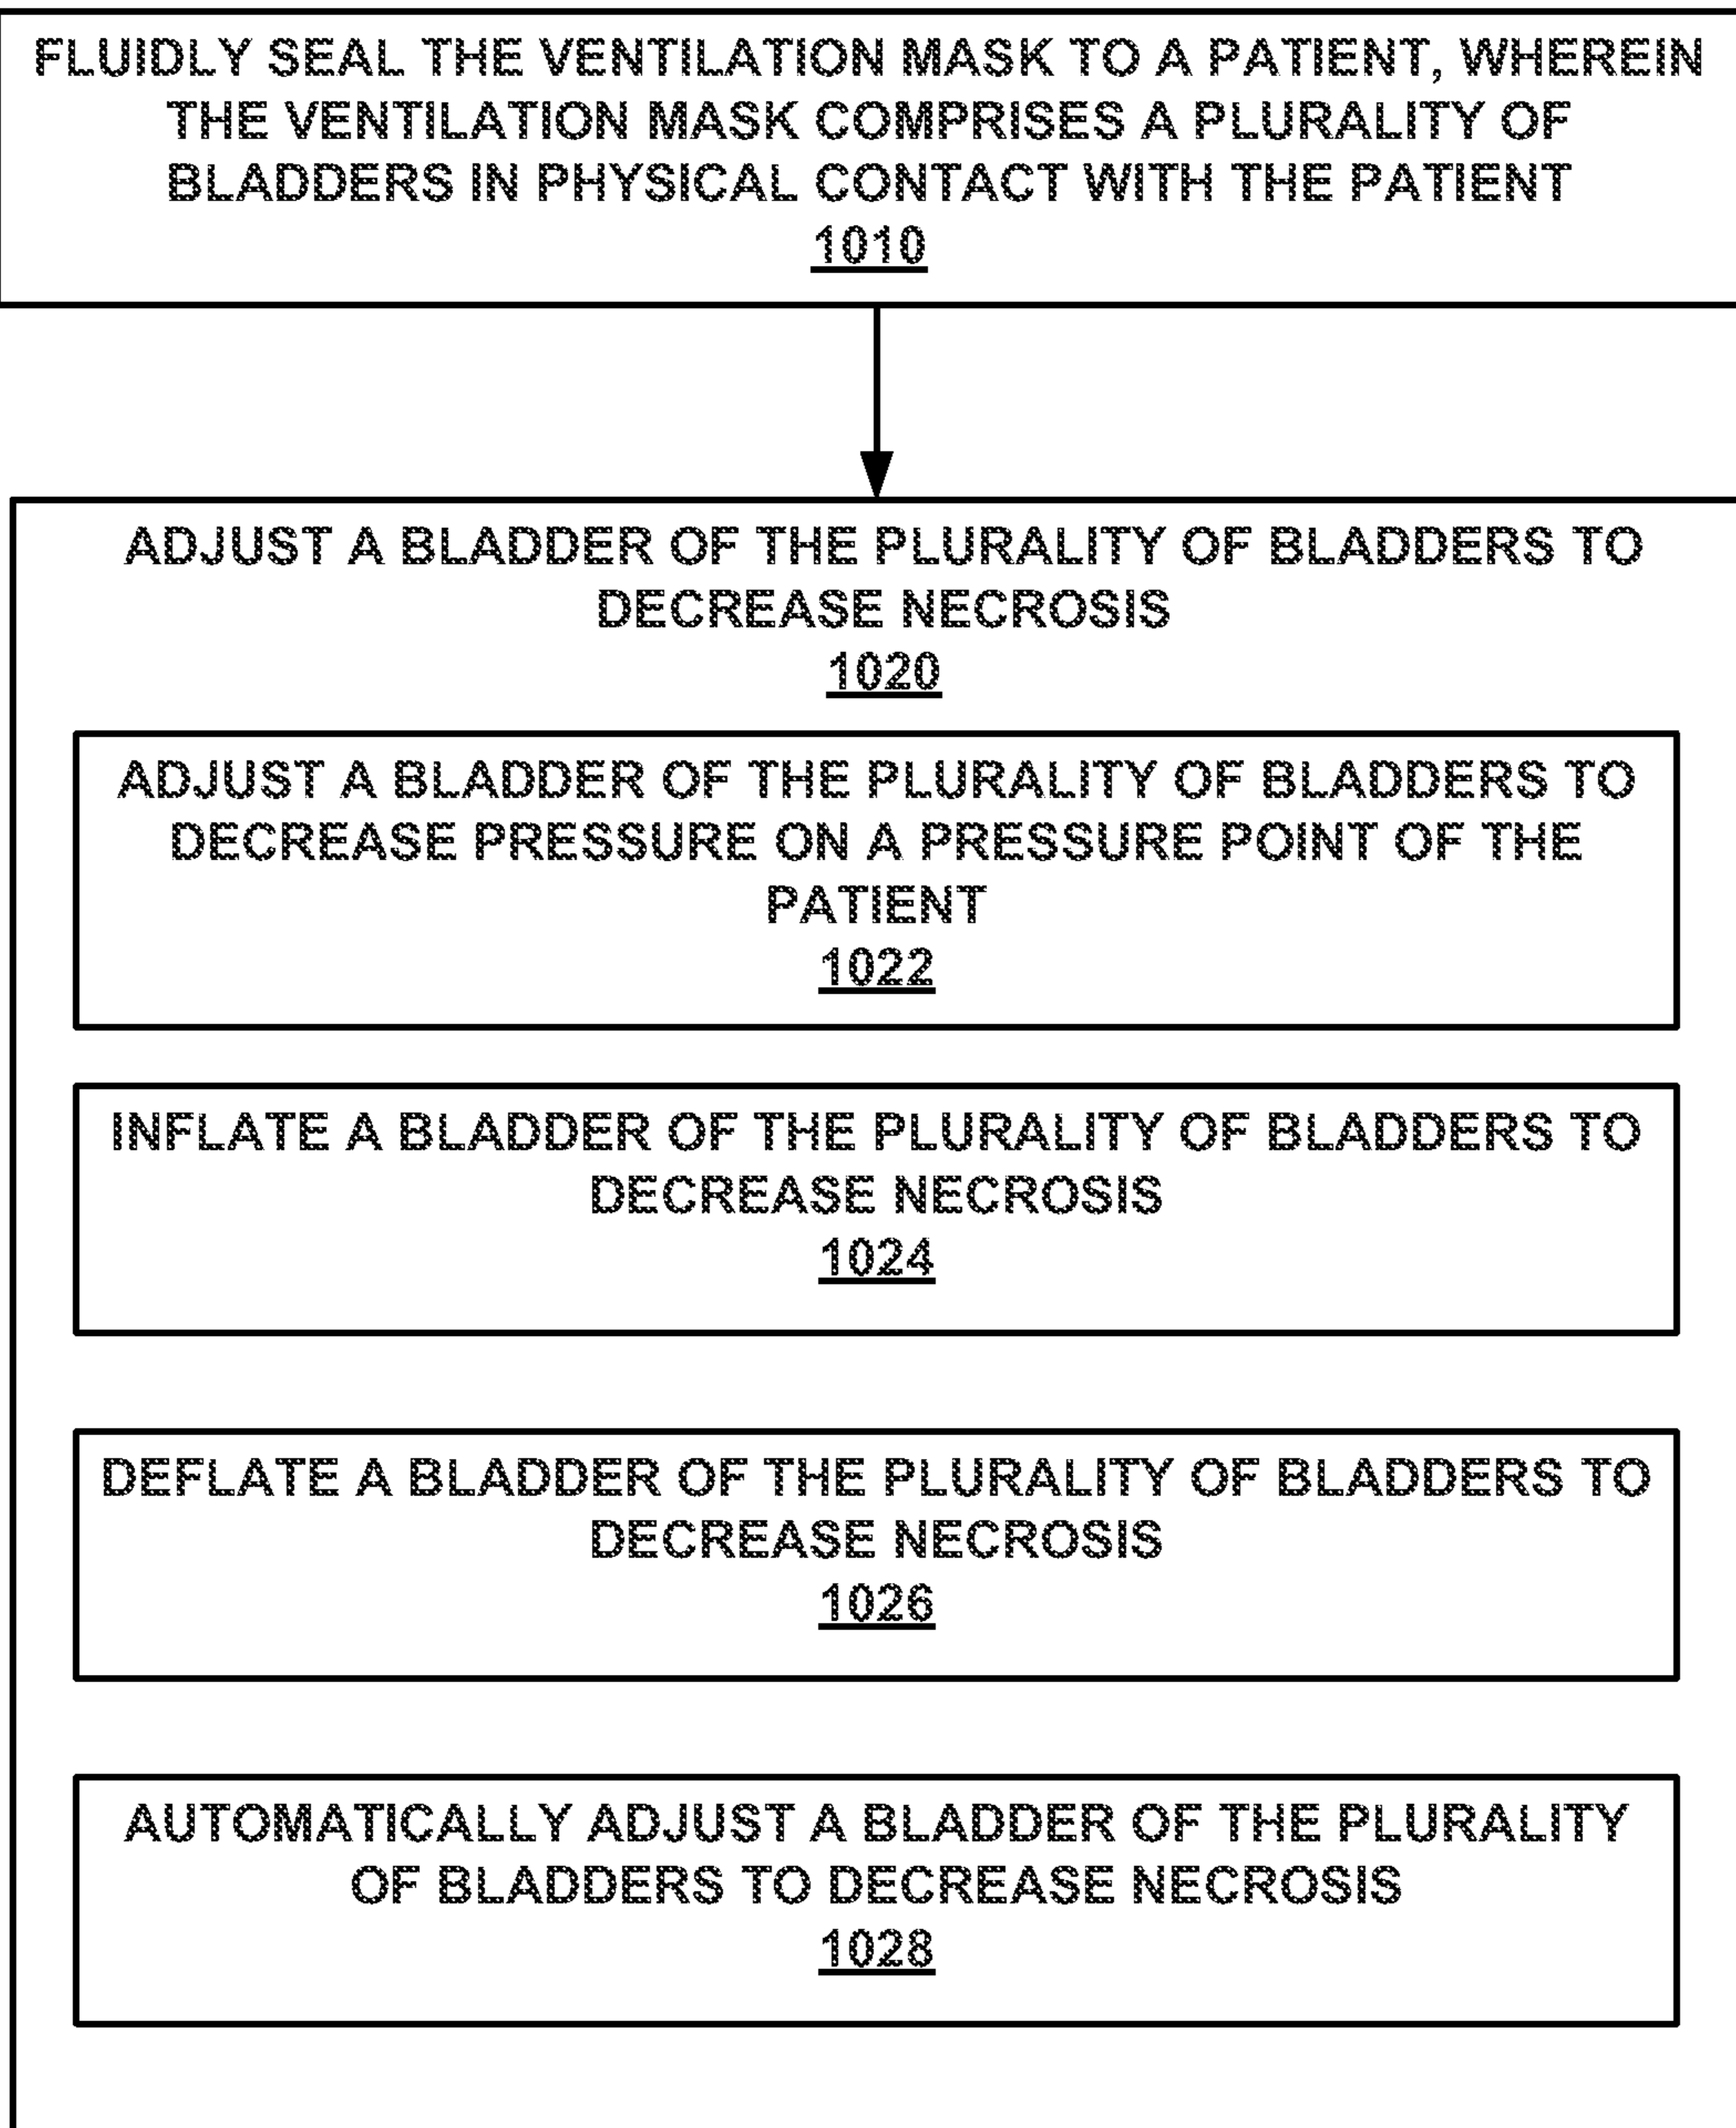 FLUIDLY SEAL THE VENTILATION MASK TO A PATIENT, WHEREIN
THE VENTILATION MASK COMPRISES A PLURALITY OF
BLADDERS IN PHYSICAL CONTACT WITH THE PATIENT
1010
ADJUST A BLADDER OF THE PLURALITY OF BLADDERS TO
DECREASE NECROSIS
1020
ADJUST A BLADDER OF THE PLURALITY OF BLADDERS TO
DECREASE PRESSURE ON A PRESSURE POINT OF THE
PATIENT
1022
INFLATE A BLADDER OF THE PLURALITY OF BLADDERS TO
DECREASE NECROSIS
1024
DEFLATE A BLADDER OF THE PLURALITY OF BLADDERS TO
DECREASE NECROSIS
1026
AUTOMATICALLY ADJUST A BLADDER OF THE PLURALITY
OF BLADDERS TO DECREASE NECROSIS
1028